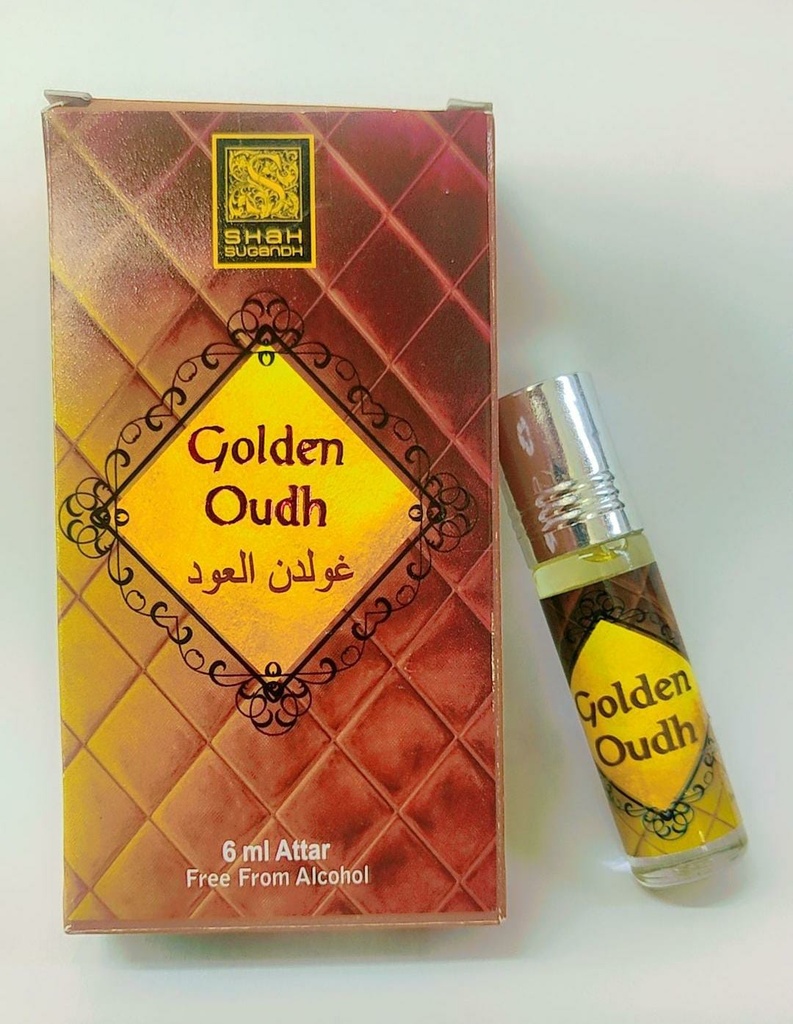 SHaH
SUGaNDH
Golden
Oudh
غولدن العود
6 ml Attar
Free From Alcohol
Golden
Oudh